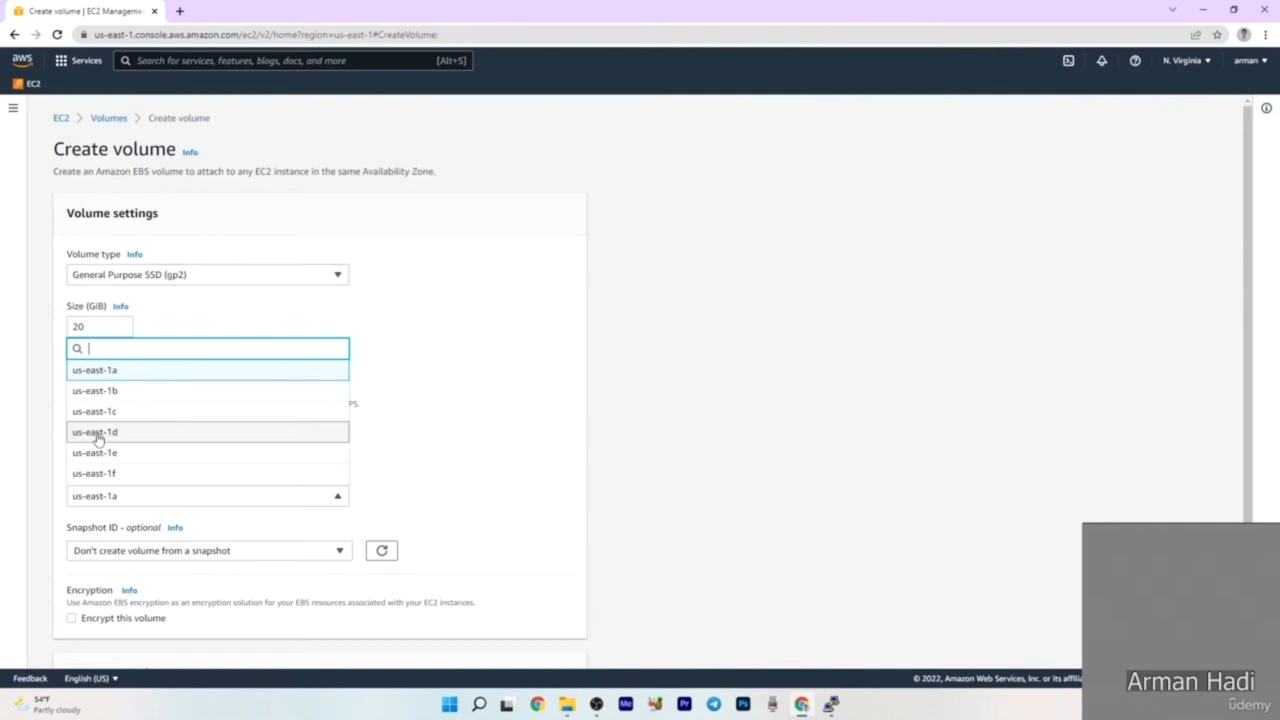 Create volume | EC2 Manageme
us-east-1.console.aws.amazon.com/ec2/v2/home?region=us-east-1#CreateVolume:
aws
Services
Search for services, features, blogs, docs, and more
[Alt+S]
N. Virginia
arman
EC2
EC2
Volumes
Create volume
Create volume
Info
Create an Amazon EBS volume to attach to any EC2 instance in the same Availability Zone.
Volume settings
Volume type Info
General Purpose SSD (gp2)
Size (GiB) Info
20
us-east-1a
us-east-1b
PS.
us-east-1c
us-east-1d
us-east-1e
us-east-1f
us-east-1a
Snapshot ID - optional Info
Don't create volume from a snapshot
Encryption Info
Use Amazon EBS encryption as an encryption solution for your EBS resources associated with your EC2 instances.
Encrypt this volume
Feedback
English (US)
© 2022, Amazon Web Services, Inc. or its affilia
Arman Hadi
ûdemy
54°F
Partly cloudy
Me
Pr
Ps